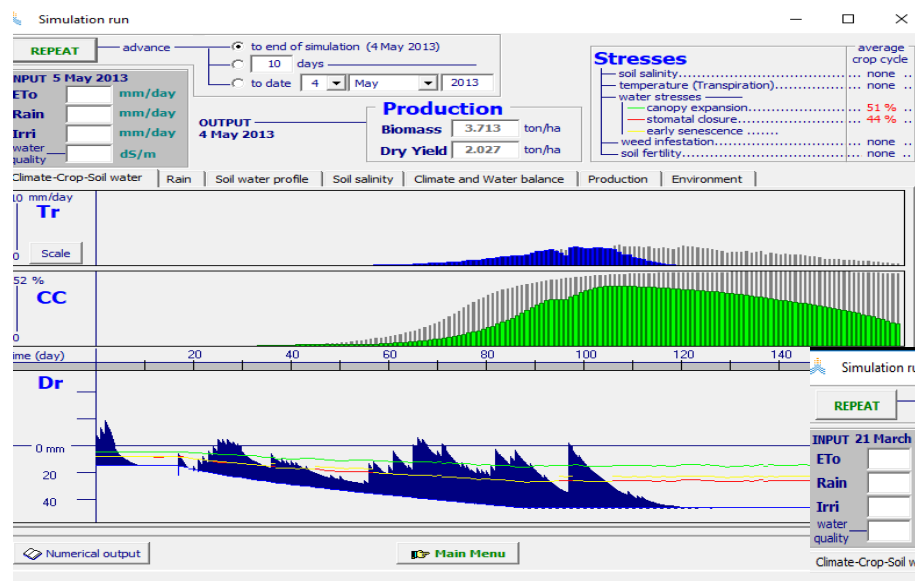 Simulation run
REPEAT
advance
to end of simulation (4 May 2013)
10 days
to date 4 May 2013
INPUT 5 May 2013
ETo mm/day
Rain mm/day
Irri mm/day
water quality dS/m
OUTPUT
4 May 2013
Production
Biomass 3.713 ton/ha
Dry Yield 2.027 ton/ha
Stresses
average
crop cycle
soil salinity none
temperature (Transpiration) none
water stresses
canopy expansion 51 %
stomatal closure 44 %
early senescence
weed infestation none
soil fertility none
Climate-Crop-Soil water Rain Soil water profile Soil salinity Climate and Water balance Production Environment
10 mm/day
Tr
0 Scale
52 %
CC
0
ime (day) 20 40 60 80 100 120 140
Dr
0 mm
20
40
Numerical output
Main Menu
Simulation ru
REPEAT
INPUT 21 March
ETo
Rain
Irri
water
quality
Climate-Crop-Soil w